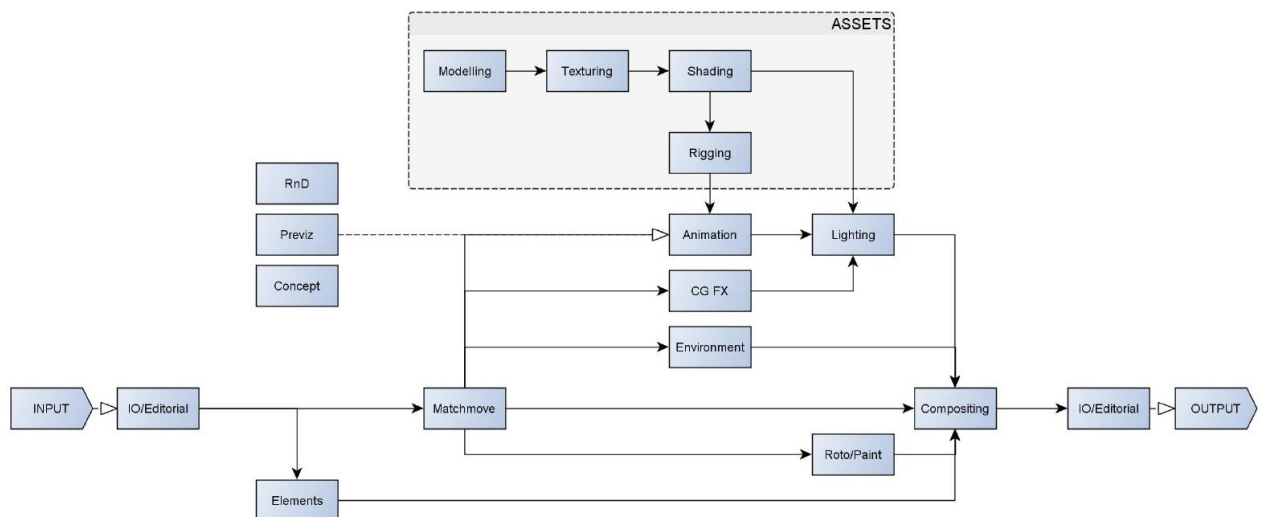 ASSETS
Modelling
Texturing
Shading
Rigging
RnD
Previz
Animation
Lighting
Concept
CG FX
Environment
INPUT
IO/Editorial
Matchmove
Compositing
IO/Editorial
OUTPUT
Roto/Paint
Elements